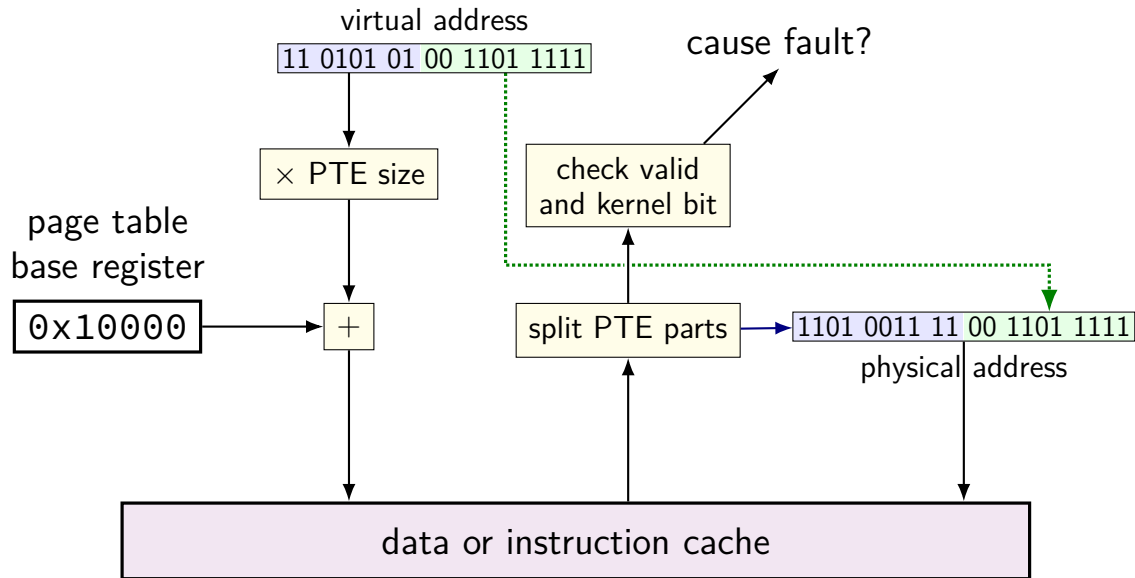 virtual address
11 0101 01 00 1101 1111
cause fault?
× PTE size
check valid
and kernel bit
page table
base register
0x10000
+
split PTE parts
1101 0011 11 00 1101 1111
physical address
data or instruction cache